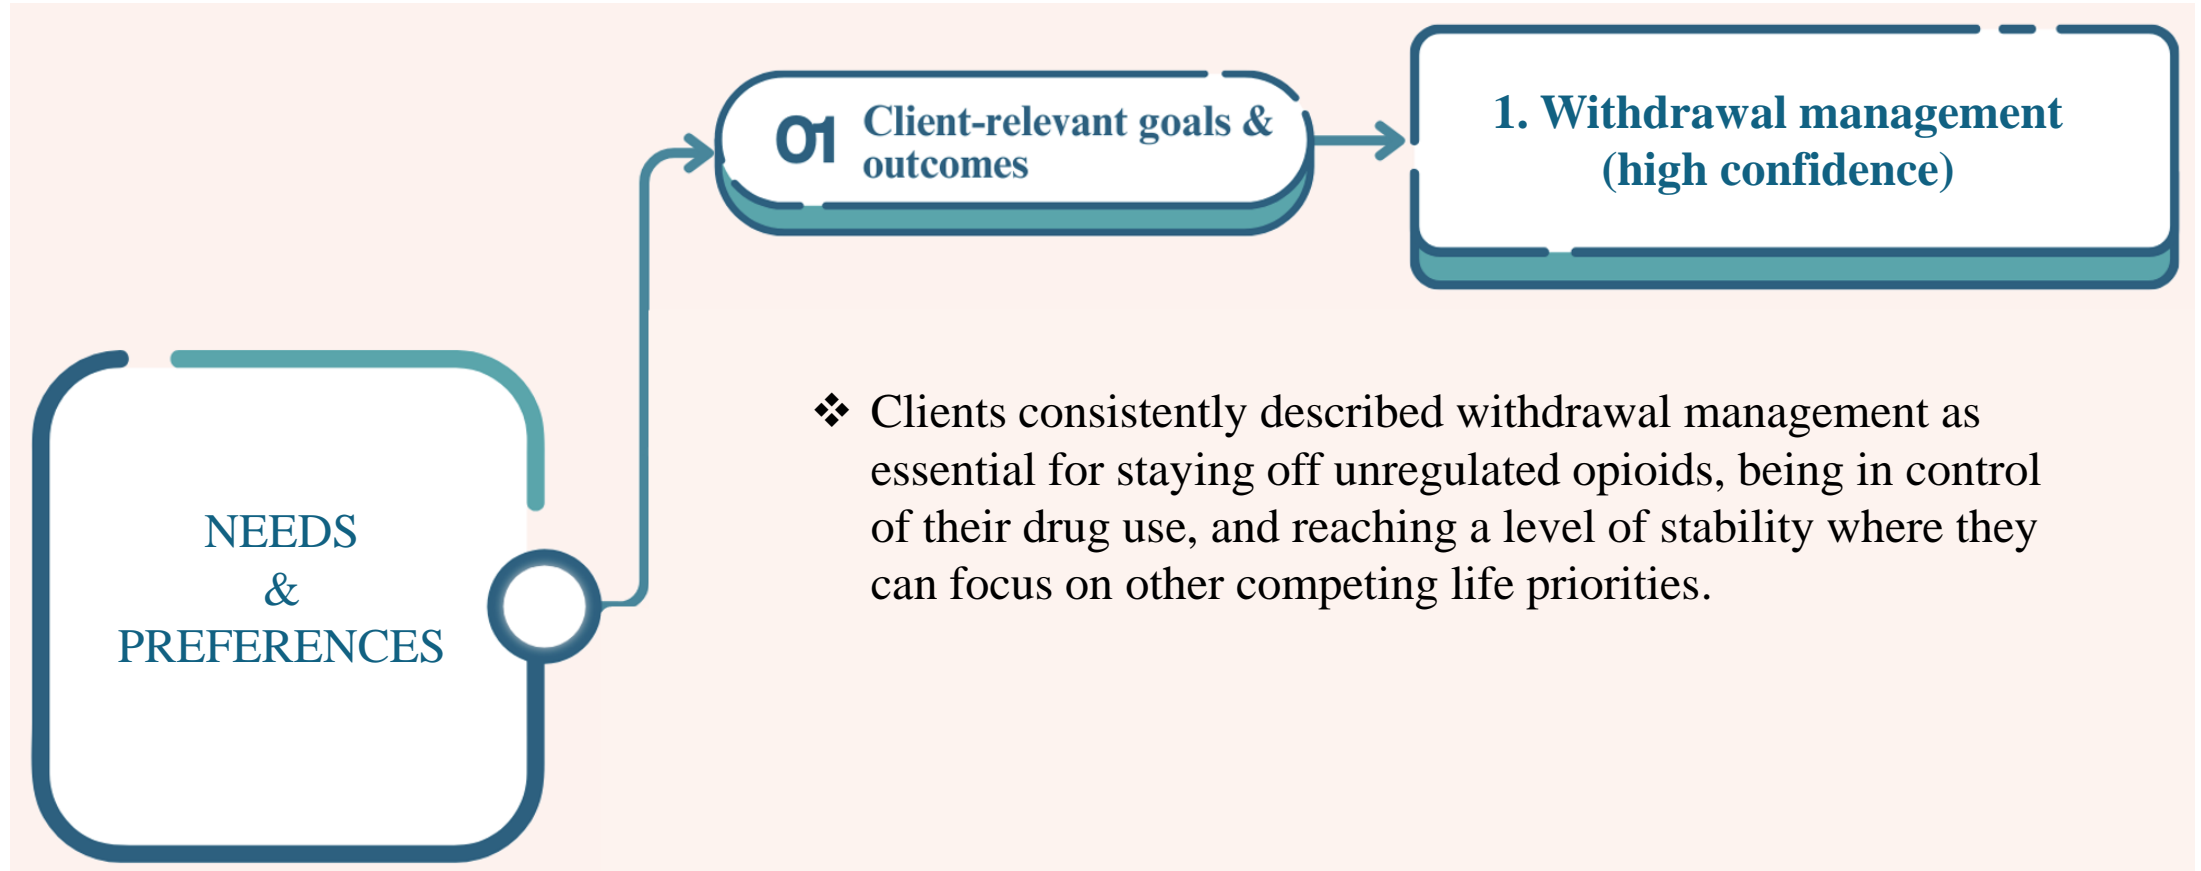 01 Client-relevant goals &
outcomes
1. Withdrawal management
(high confidence)
NEEDS
&
PREFERENCES
❖ Clients consistently described withdrawal management as
essential for staying off unregulated opioids, being in control
of their drug use, and reaching a level of stability where they
can focus on other competing life priorities.